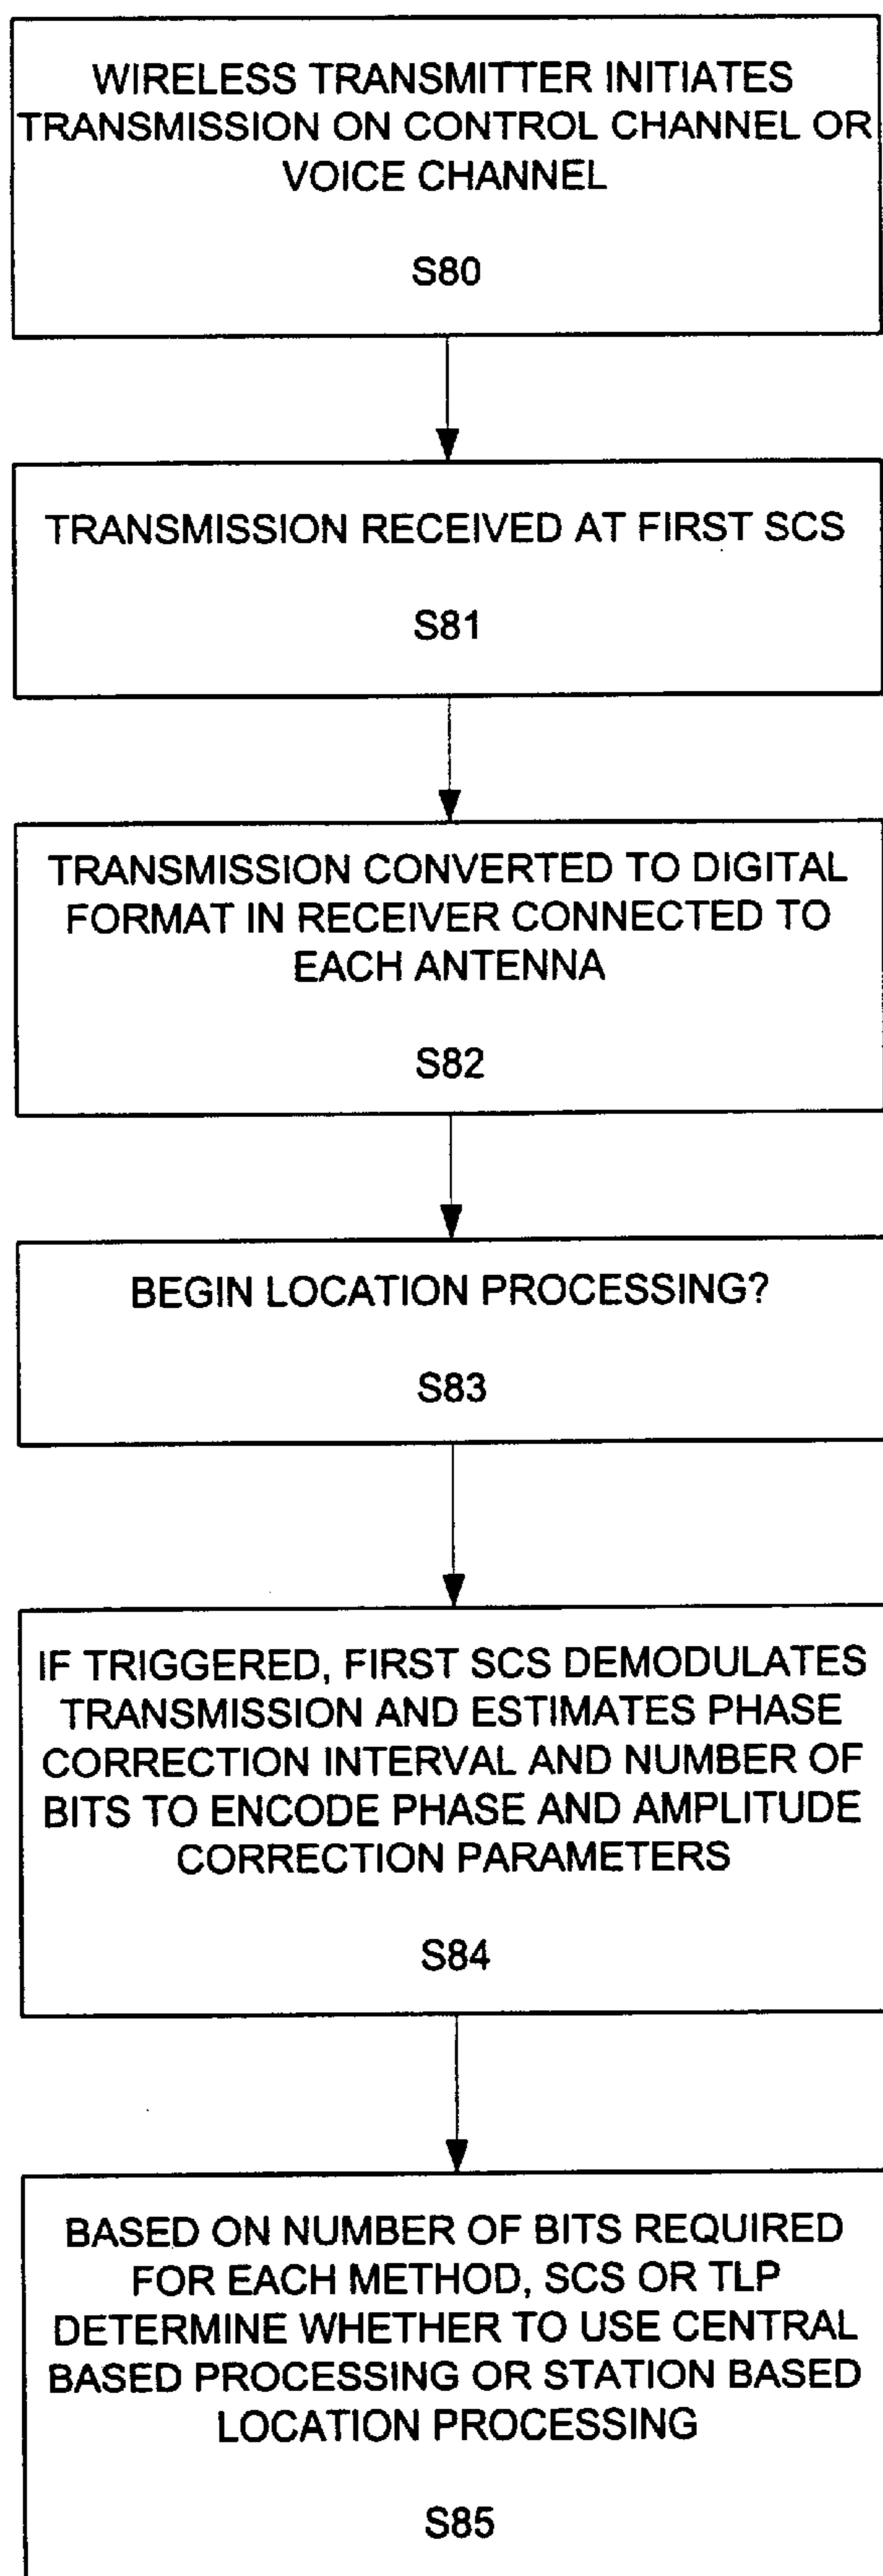 WIRELESS TRANSMITTER INITIATES
TRANSMISSION ON CONTROL CHANNEL OR
VOICE CHANNEL
S80
TRANSMISSION RECEIVED AT FIRST SCS
S81
TRANSMISSION CONVERTED TO DIGITAL
FORMAT IN RECEIVER CONNECTED TO
EACH ANTENNA
S82
BEGIN LOCATION PROCESSING?
S83
IF TRIGGERED, FIRST SCS DEMODULATES
TRANSMISSION AND ESTIMATES PHASE
CORRECTION INTERVAL AND NUMBER OF
BITS TO ENCODE PHASE AND AMPLITUDE
CORRECTION PARAMETERS
S84
BASED ON NUMBER OF BITS REQUIRED
FOR EACH METHOD, SCS OR TLP
DETERMINE WHETHER TO USE CENTRAL
BASED PROCESSING OR STATION BASED
LOCATION PROCESSING
S85